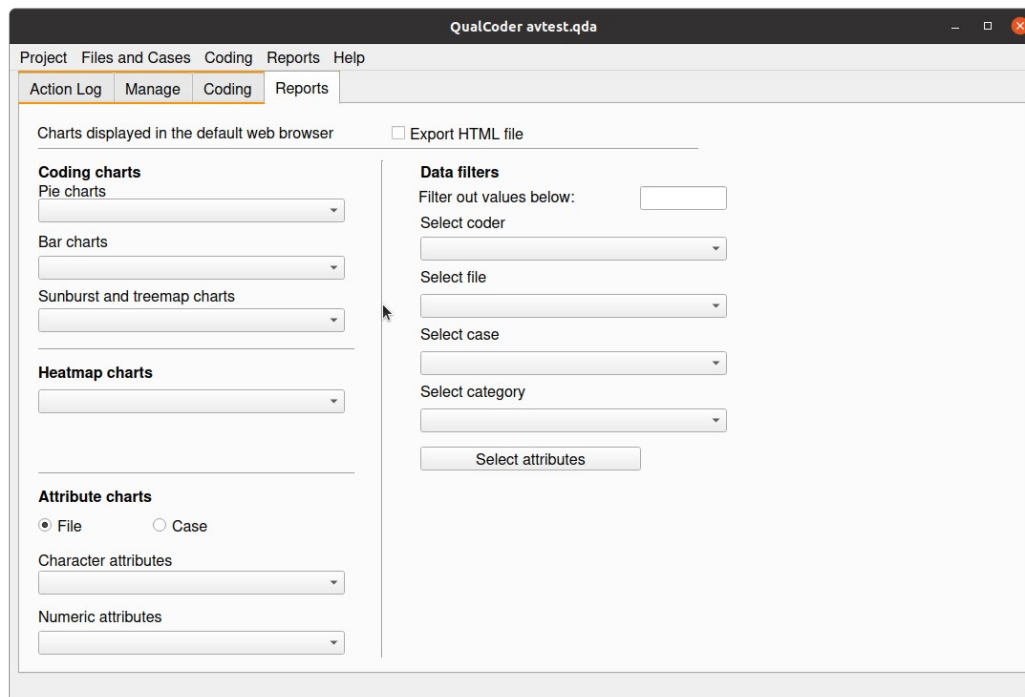 QualCoder avtest.qda
Project Files and Cases Coding Reports Help
Action Log Manage Coding Reports
Charts displayed in the default web browser
Export HTML file
Coding charts
Pie charts
Bar charts
Sunburst and treemap charts
Heatmap charts
Attribute charts
File Case
Character attributes
Numeric attributes
Data filters
Filter out values below:
Select coder
Select file
Select case
Select category
Select attributes